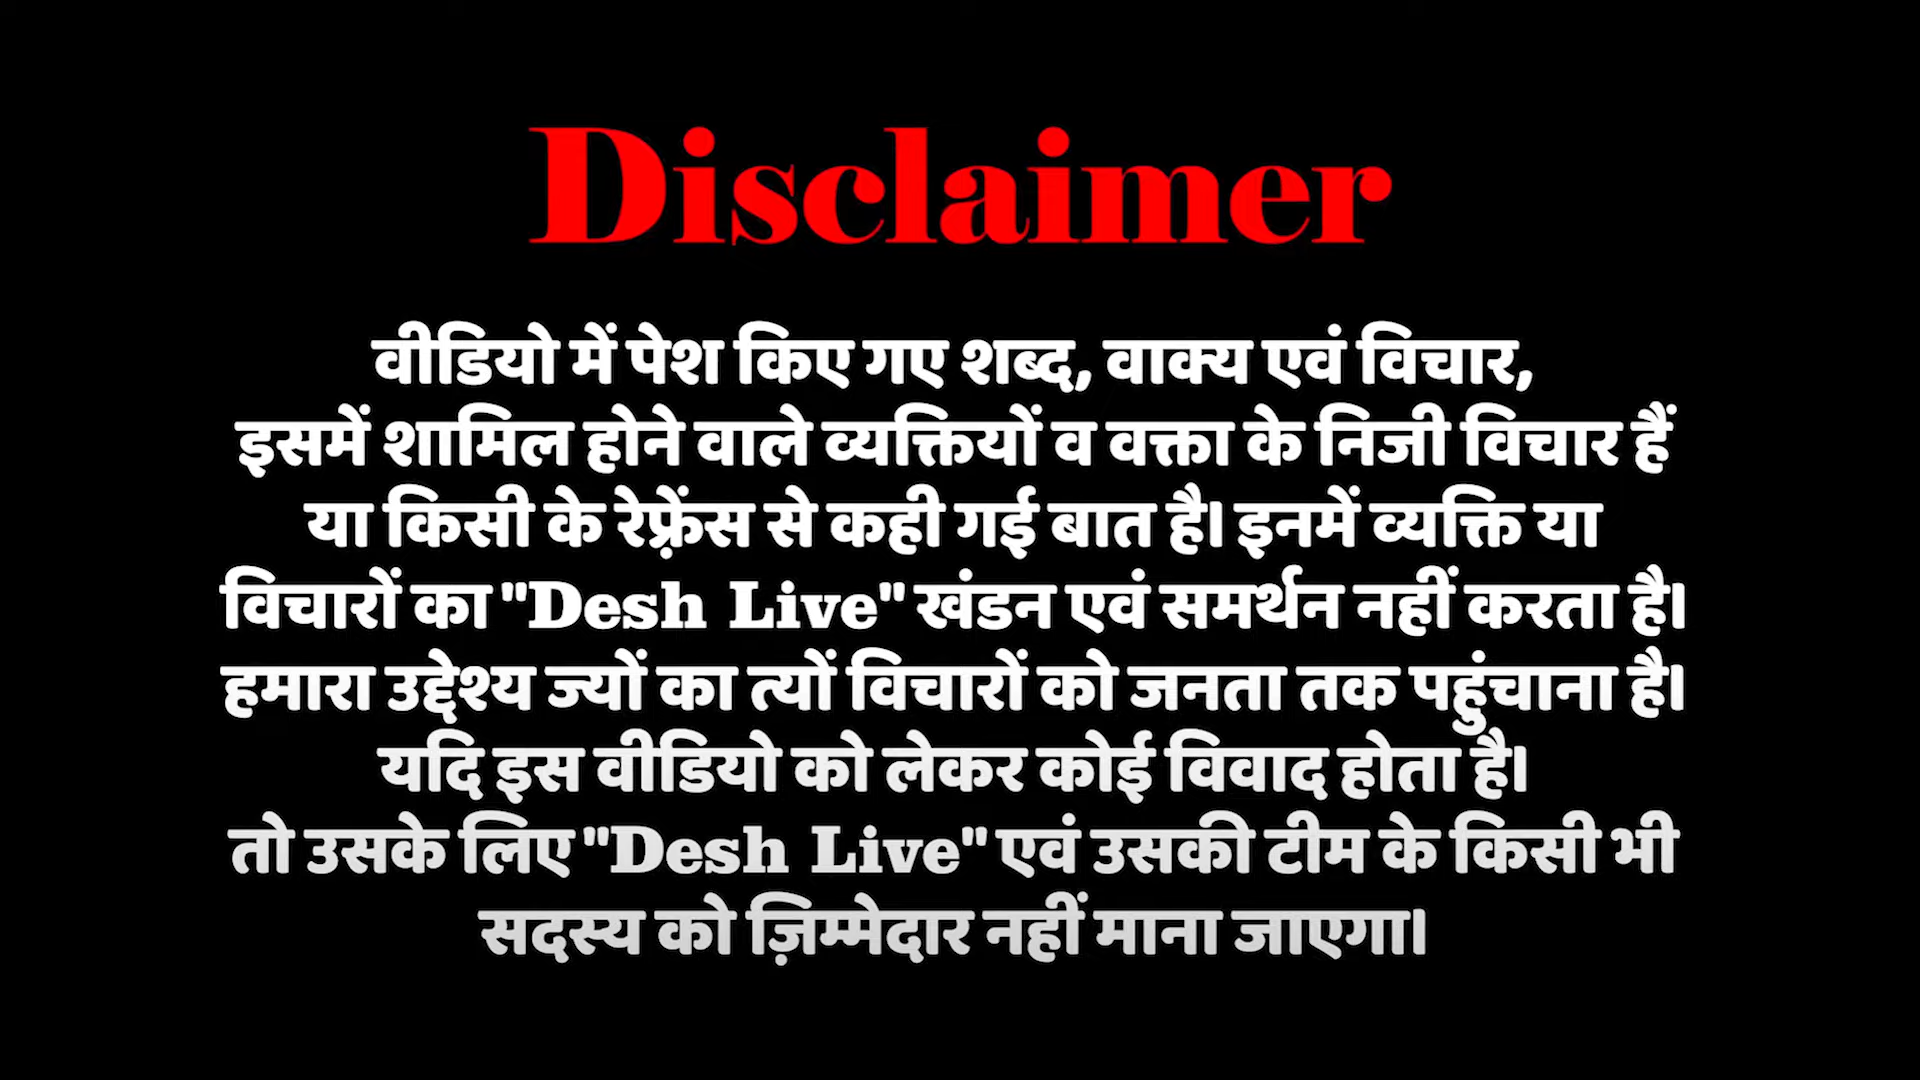 Disclaimer
वीडियो में पेश किए गए शब्द, वाक्य एवं विचार,
इसमें शामिल होने वाले व्यक्तियों व वक्ता के निजी विचार हैं
या किसी के रेफ़्रेंस से कही गई बात है। इनमें व्यक्ति या
विचारों का "Desh Live" खंडन एवं समर्थन नहीं करता है।
हमारा उद्देश्य ज्यों का त्यों विचारों को जनता तक पहुंचाना है।
यदि इस वीडियो को लेकर कोई विवाद होता है।
तो उसके लिए "Desh Live" एवं उसकी टीम के किसी भी
सदस्य को ज़िम्मेदार नहीं माना जाएगा।